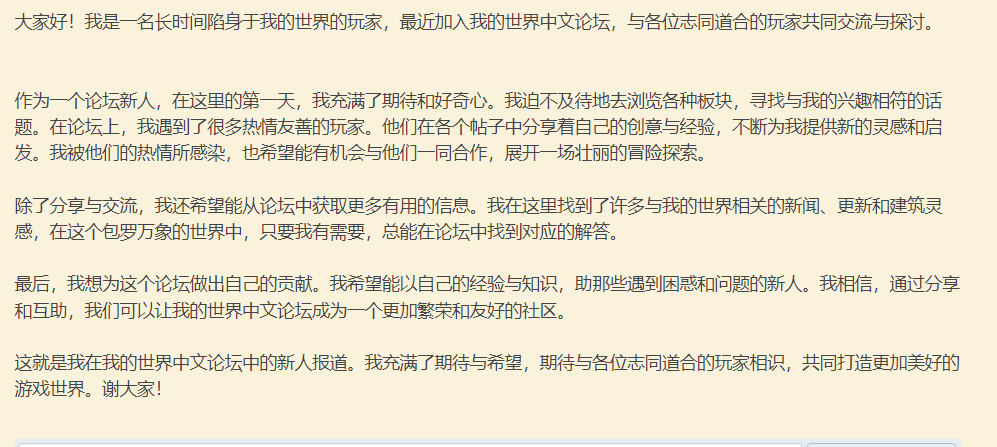 大家好！我是一名长时间陷身于我的世界的玩家，最近加入我的世界中文论坛，与各位志同道合的玩家共同交流与探讨。
作为一个论坛新人，在这里的第一天，我充满了期待和好奇心。我迫不及待地去浏览各种板块，寻找与我的兴趣相符的话
题。在论坛上，我遇到了很多热情友善的玩家。他们在各个帖子中分享着自己的创意与经验，不断为我提供新的灵感和启
发。我被他们的热情所感染，也希望能有机会与他们一同合作，展开一场壮丽的冒险探索。
除了分享与交流，我还希望能从论坛中获取更多有用的信息。我在这里找到了许多与我的世界相关的新闻、更新和建筑灵
感，在这个包罗万象的世界中，只要我有需要，总能在论坛中找到对应的解答。
最后，我想为这个论坛做出自己的贡献。我希望能以自己的经验与知识，助那些遇到困惑和问题的新人。我相信，通过分享
和互助，我们可以让我的世界中文论坛成为一个更加繁荣和友好的社区。
这就是我在我的世界中文论坛中的新人报道。我充满了期待与希望，期待与各位志同道合的玩家相识，共同打造更加美好的
游戏世界。谢大家！